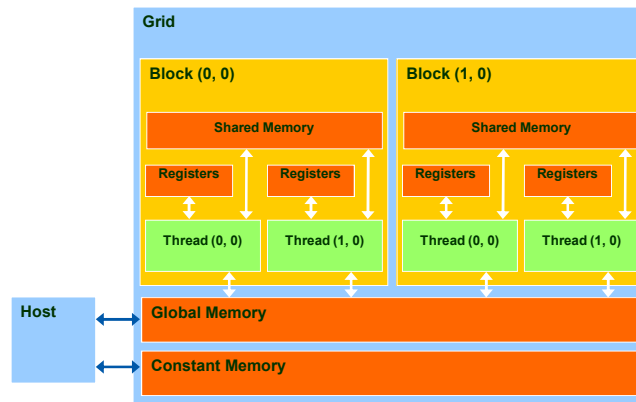 Grid
Block (0, 0)
Block (1, 0)
Shared Memory
Shared Memory
Registers
Registers
Registers
Registers
Thread (0, 0)
Thread (1, 0)
Thread (0, 0)
Thread (1, 0)
Host
Global Memory
Constant Memory